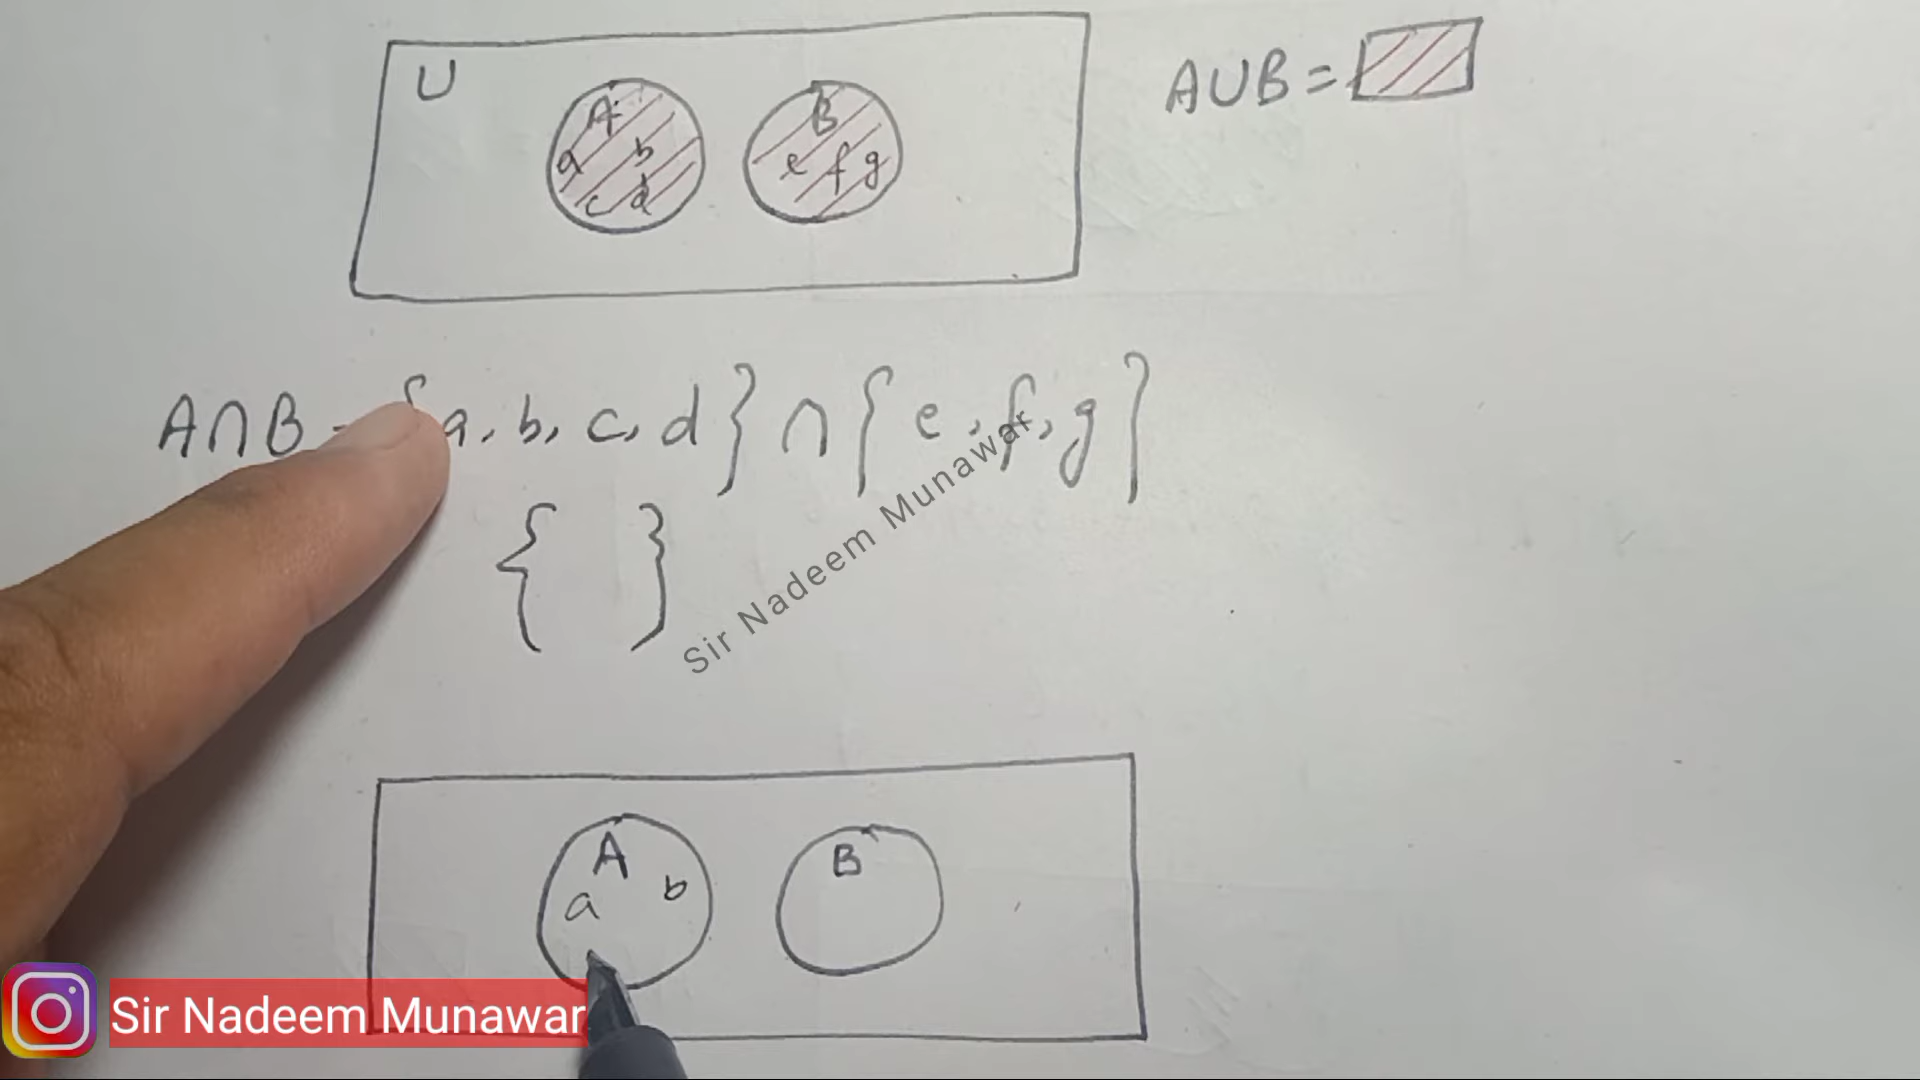 U
A
B
a b
c d
e f g
A∪B =
A∩B = { a, b, c, d } ∩ { e, f, g }
{ }
Sir Nadeem Munawar
A
B
a b
Sir Nadeem Munawar